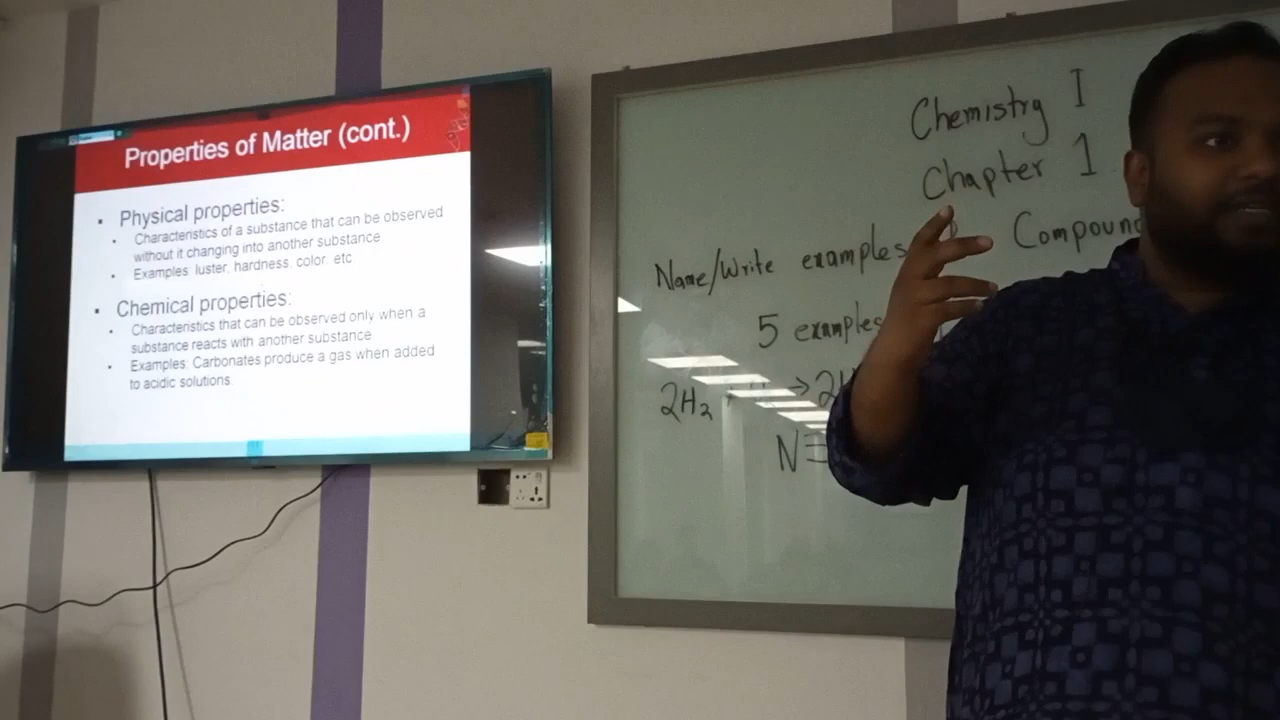 Properties of Matter (cont.)
▪ Physical properties:
▪ Characteristics of a substance that can be observed
without it changing into another substance
▪ Examples: luster, hardness, color, etc
▪ Chemical properties:
▪ Characteristics that can be observed only when a
substance reacts with another substance
▪ Examples: Carbonates produce a gas when added
to acidic solutions.
Chemistry I
Chapter 1
Name/Write examples
Compound
5 examples
2H₂ + → 2H
N≡